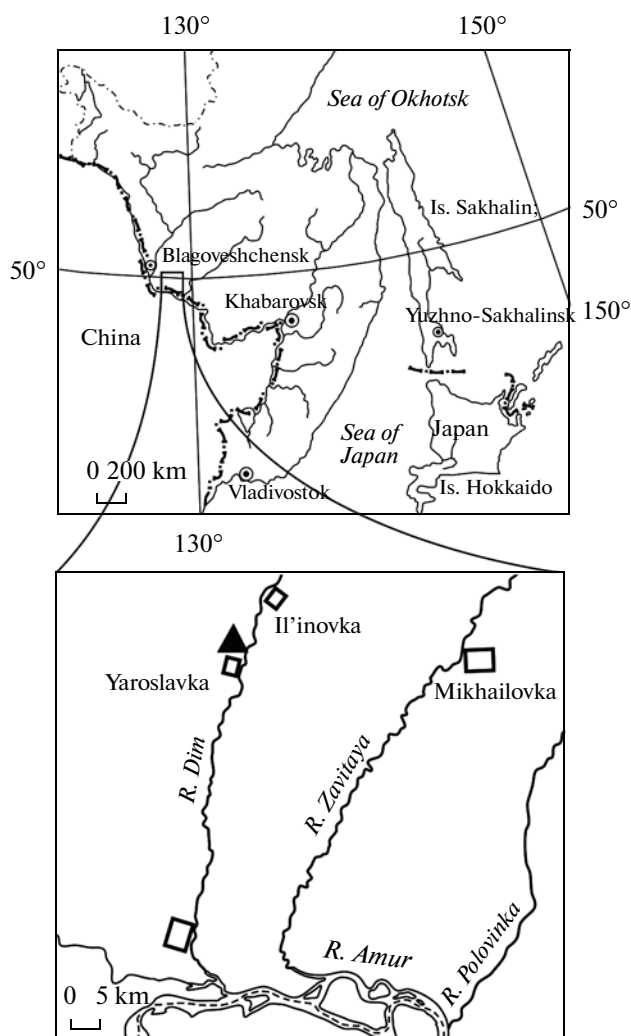 130°
150°
Sea of Okhotsk
Is. Sakhalin;
50°
Blagoveshchensk
50°
Khabarovsk
Yuzhno-Sakhalinsk
150°
China
Sea of
Japan
Japan
0 200 km
Vladivostok
Is. Hokkaido
130°
Il’inovka
Yaroslavka
Mikhailovka
R. Dim
R. Zavitaya
R. Polovinka
R. Amur
0 5 km